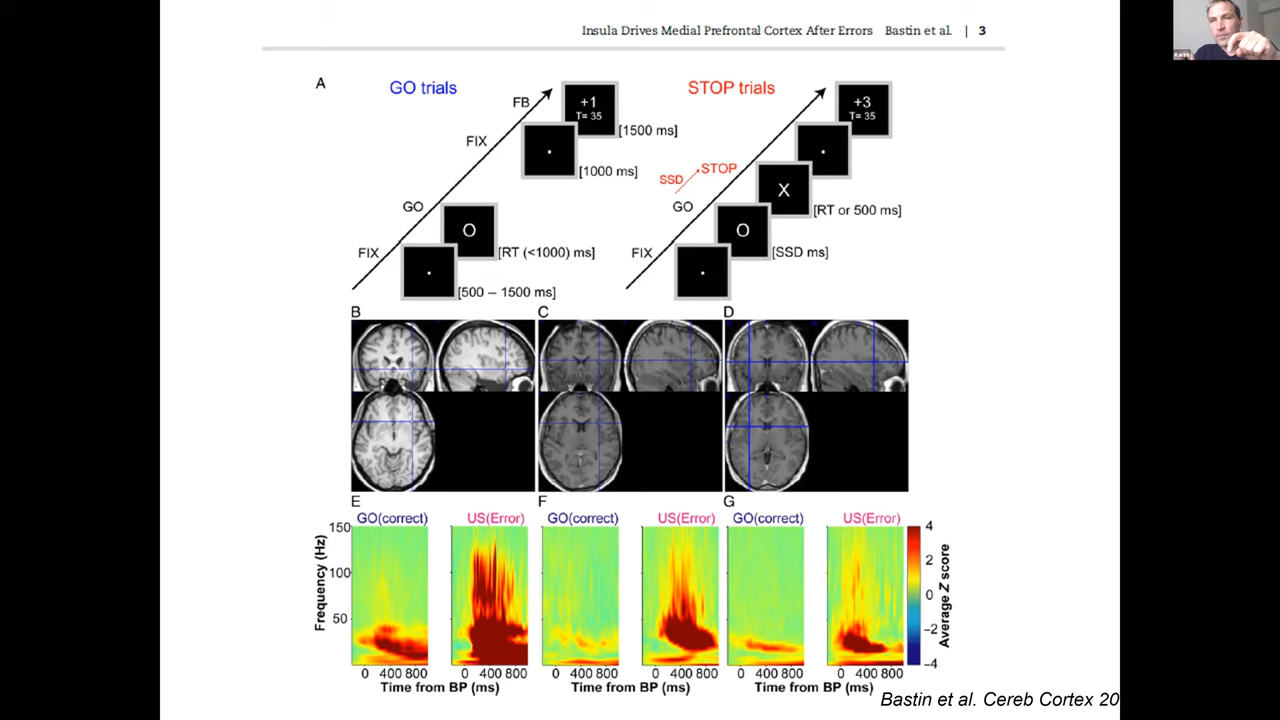 Insula Drives Medial Prefrontal Cortex After Errors Bastin et al. | 3
A
GO trials
FB
+1
T= 35
[1500 ms]
FIX
[1000 ms]
GO
O
[RT (<1000) ms]
FIX
[500 – 1500 ms]
STOP trials
+3
T= 35
SSD
STOP
X
[RT or 500 ms]
GO
O
[SSD ms]
FIX
B
C
D
E
F
G
GO(correct)
US(Error)
GO(correct)
US(Error)
GO(correct)
US(Error)
Frequency (Hz)
150
100
50
0 400 800
0 400 800
0 400 800
0 400 800
0 400 800
0 400 800
Time from BP (ms)
Time from BP (ms)
Time from BP (ms)
4
2
0
−2
−4
Average Z score
Bastin et al. Cereb Cortex 20
Karim